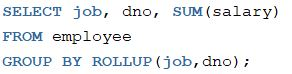 SELECT job, dno, SUM(salary)
FROM employee
GROUP BY ROLLUP(job,dno);